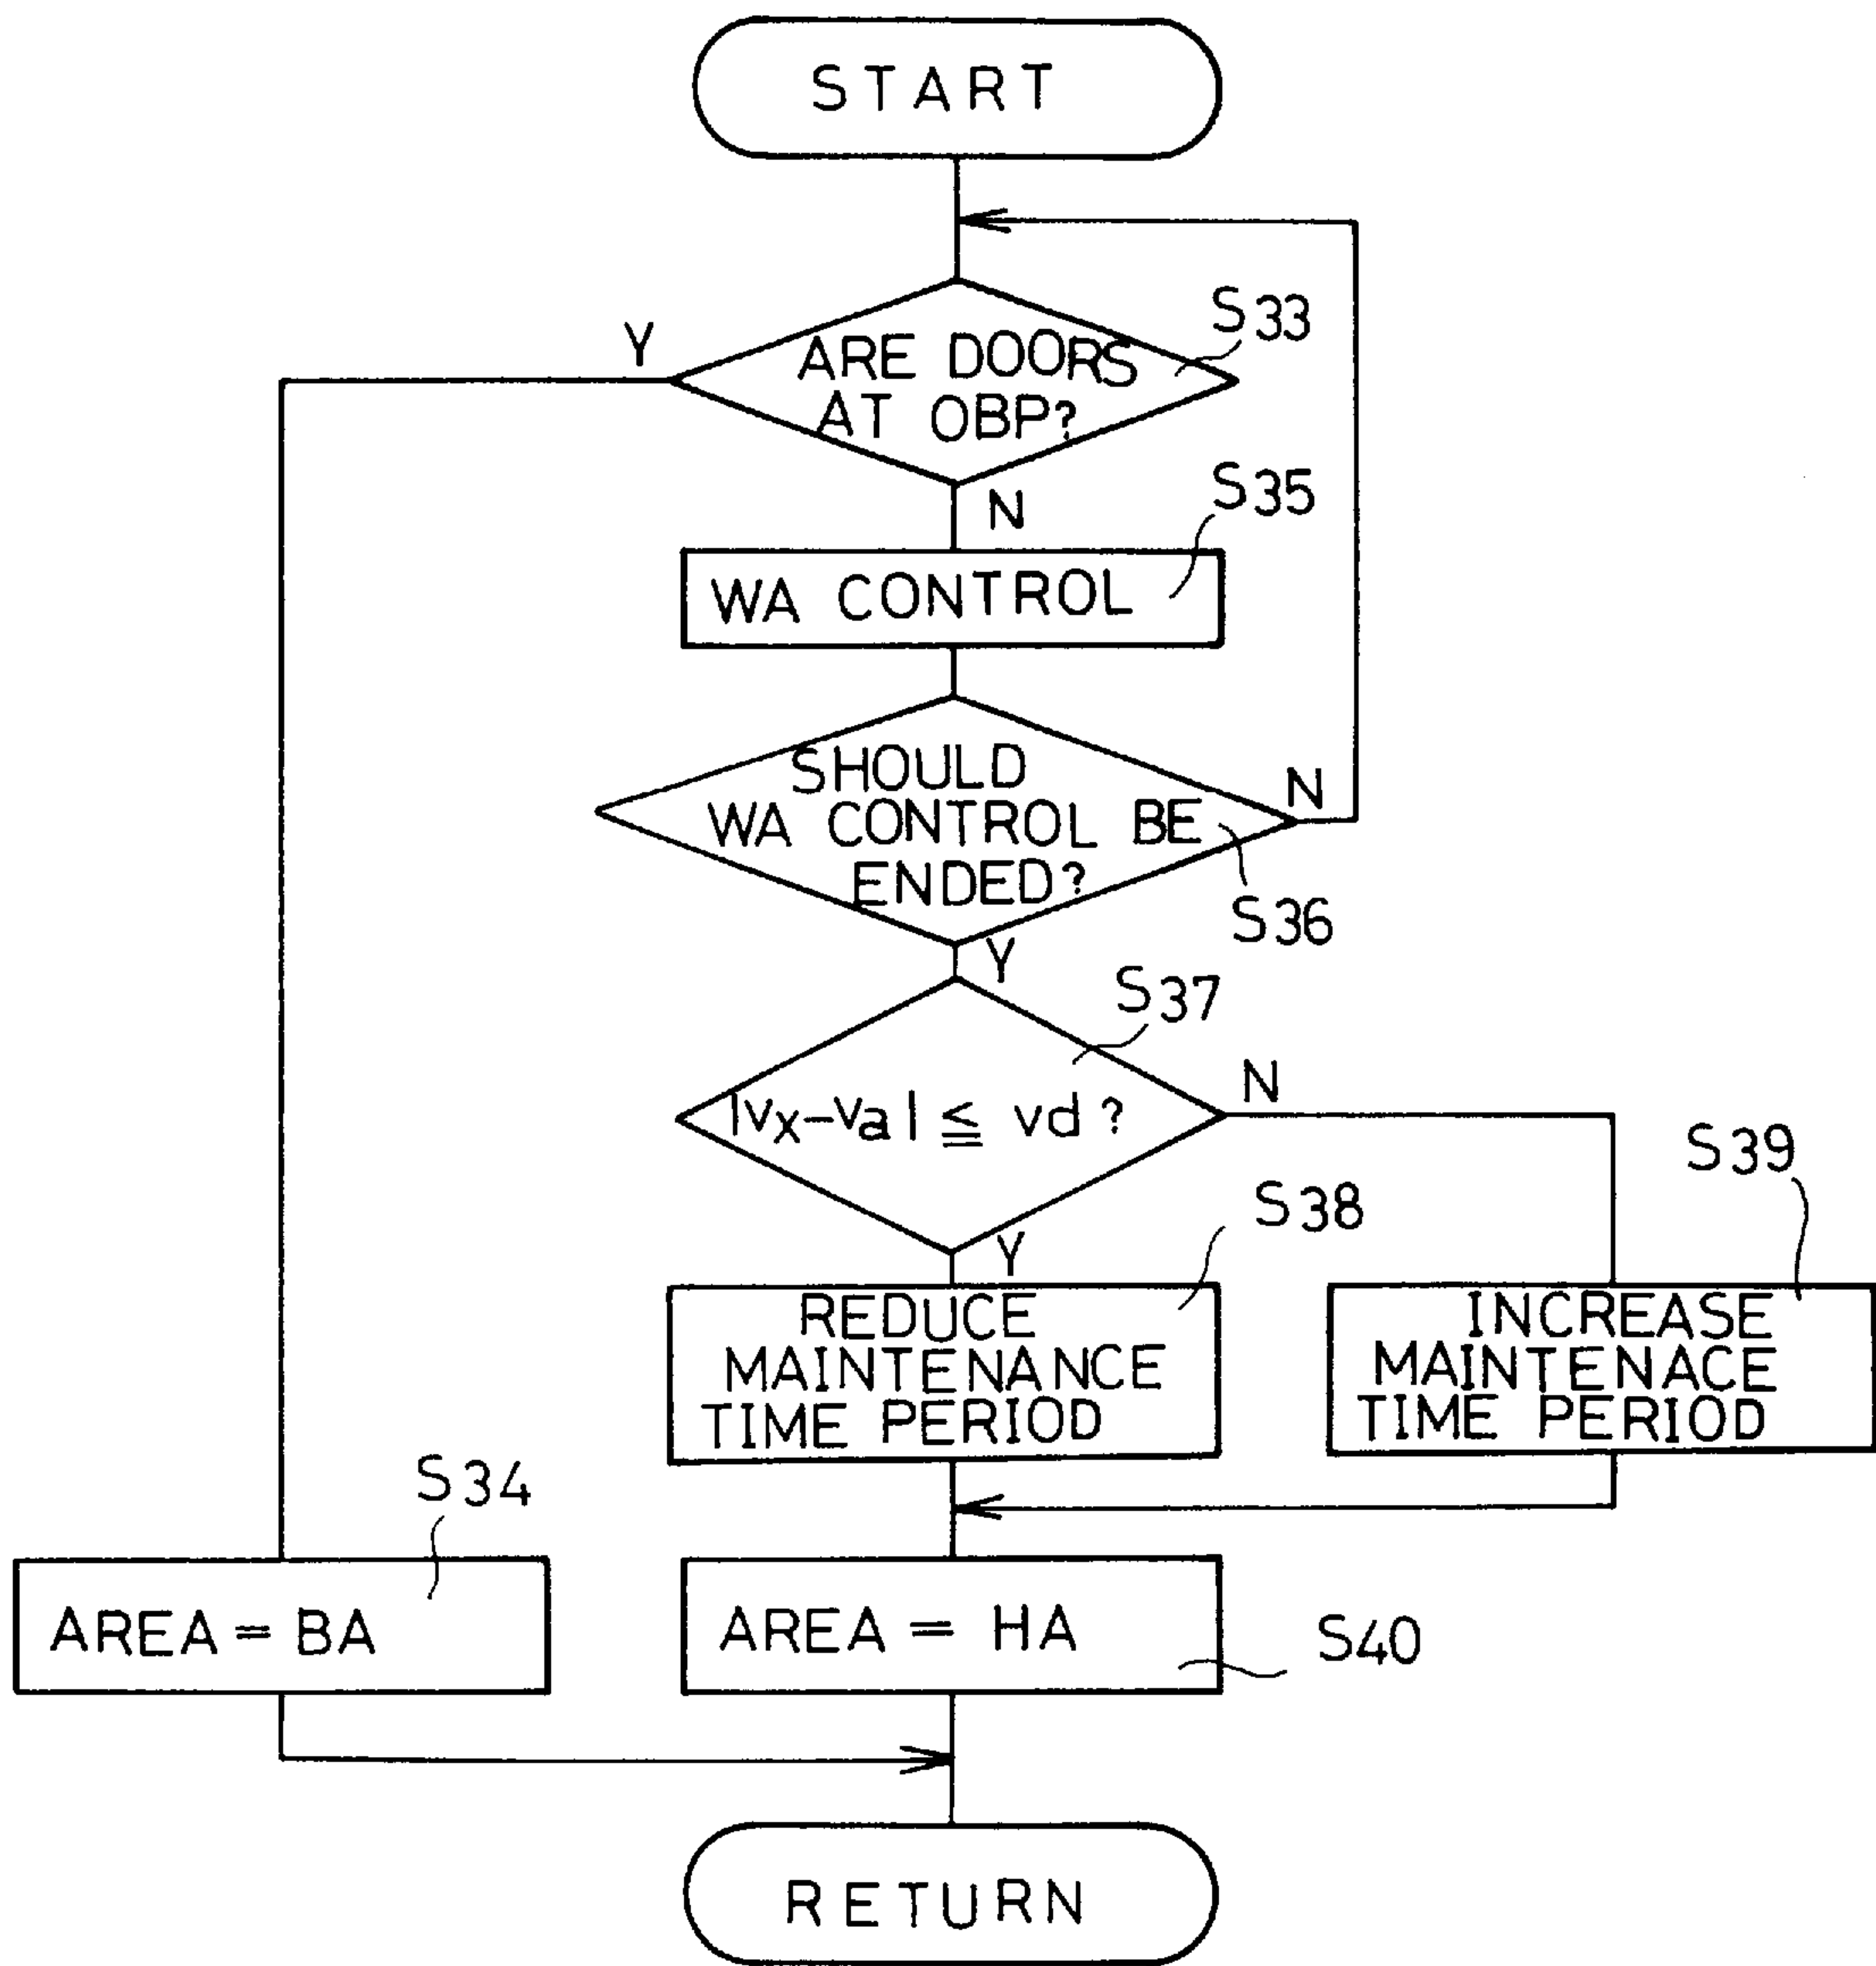 START
Y
S33
ARE DOORS
AT OBP?
N
S35
WA CONTROL
SHOULD
WA CONTROL BE
ENDED?
N
S36
Y
S37
|Vx-Va| ≦ vd ?
N
S39
S38
Y
REDUCE
MAINTENANCE
TIME PERIOD
INCREASE
MAINTENACE
TIME PERIOD
S34
AREA = BA
AREA = HA
S40
RETURN